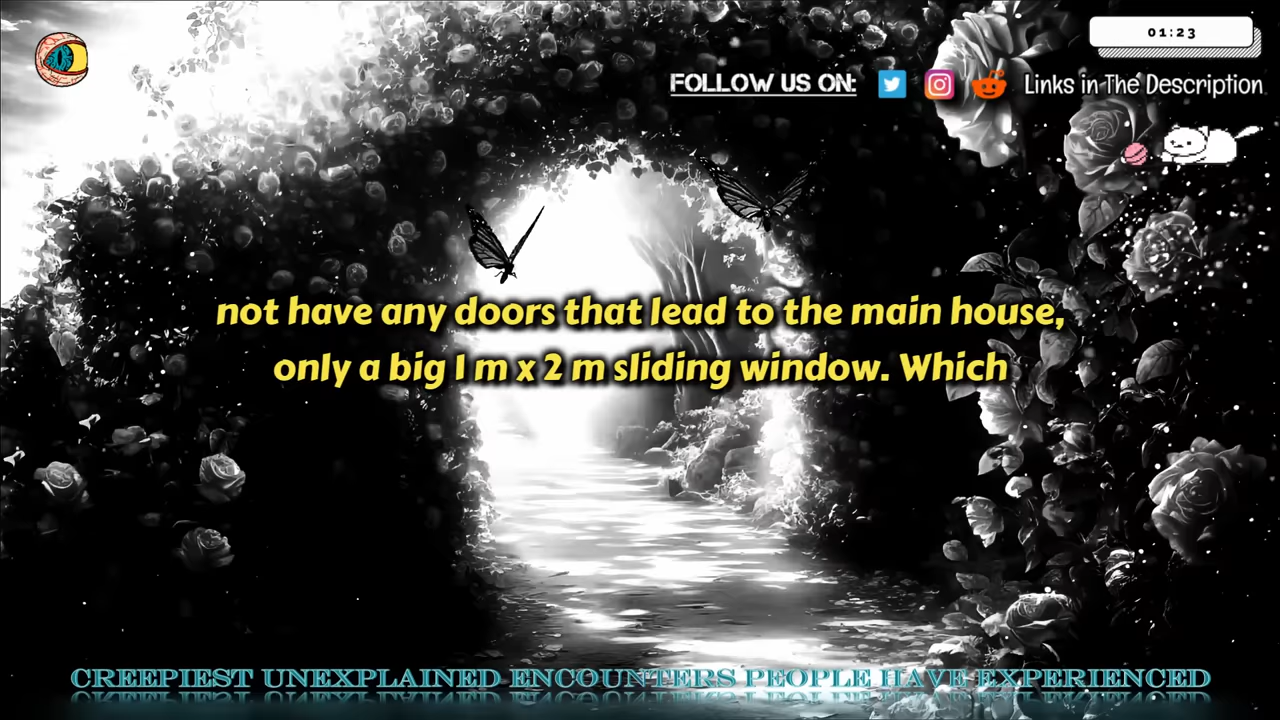 01:23
FOLLOW US ON: Links in The Description
not have any doors that lead to the main house,
only a big 1 m x 2 m sliding window. Which
CREEPIEST UNEXPLAINED ENCOUNTERS PEOPLE HAVE EXPERIENCED